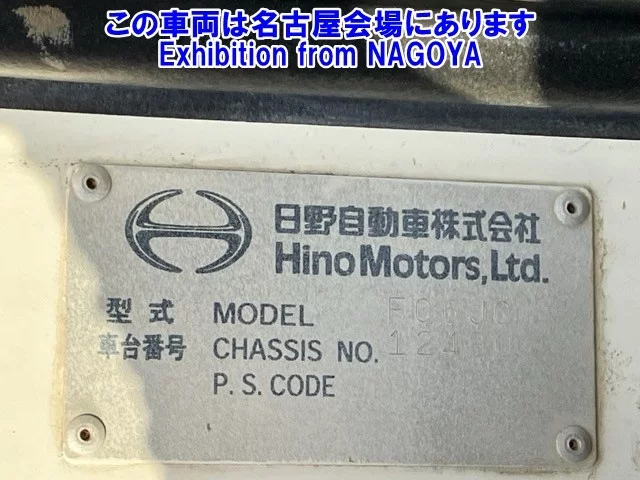 この車両は名古屋会場にあります
Exhibition from NAGOYA
日野自動車株式会社
Hino Motors, Ltd.
型式 MODEL
車台番号 CHASSIS NO.
P. S. CODE